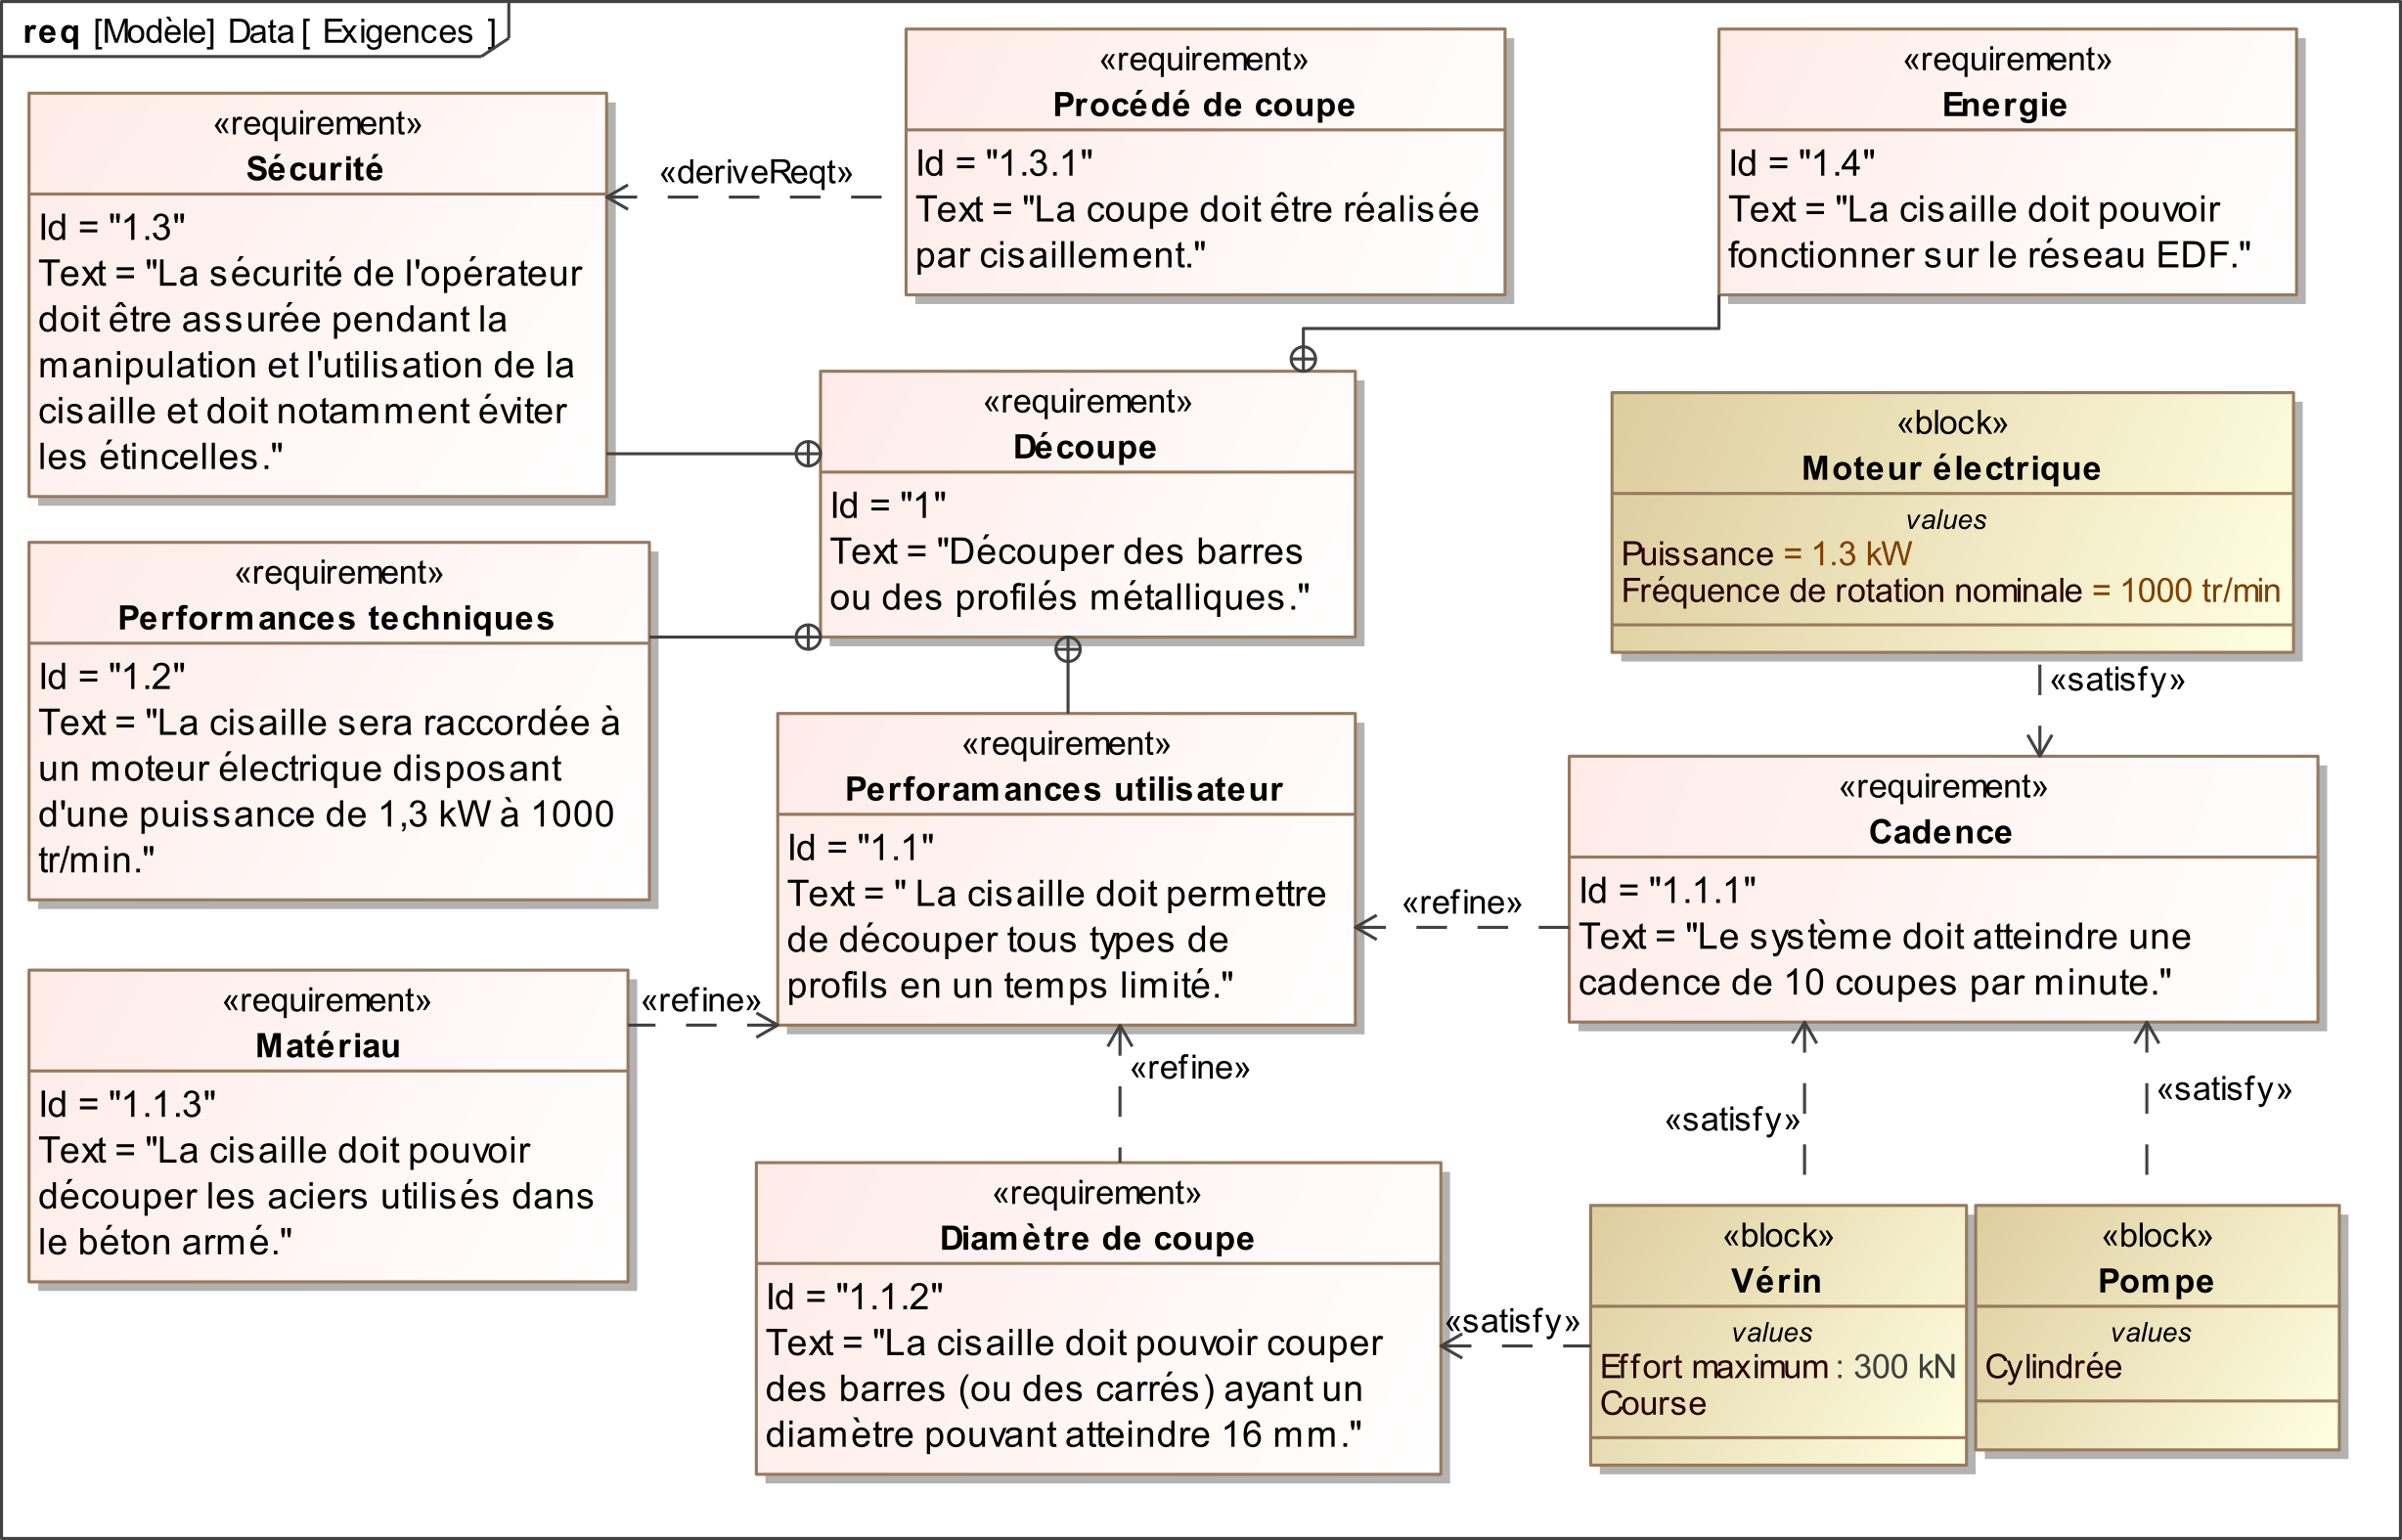 req [Modèle] Data [ Exigences ]
«requirement»
Sécurité
Id = "1.3"
Text = "La sécurité de l'opérateur
doit être assurée pendant la
manipulation et l'utilisation de la
cisaille et doit notamment éviter
les étincelles."
«deriveReqt»
«requirement»
Procédé de coupe
Id = "1.3.1"
Text = "La coupe doit être réalisée
par cisaillement."
«requirement»
Energie
Id = "1.4"
Text = "La cisaille doit pouvoir
fonctionner sur le réseau EDF."
«requirement»
Découpe
Id = "1"
Text = "Découper des barres
ou des profilés métalliques."
«block»
Moteur électrique
values
Puissance = 1.3 kW
Fréquence de rotation nominale = 1000 tr/min
«satisfy»
«requirement»
Performances techniques
Id = "1.2"
Text = "La cisaille sera raccordée à
un moteur électrique disposant
d'une puissance de 1,3 kW à 1000
tr/min."
«requirement»
Perforamances utilisateur
Id = "1.1"
Text = " La cisaille doit permettre
de découper tous types de
profils en un temps limité."
«refine»
«requirement»
Cadence
Id = "1.1.1"
Text = "Le système doit atteindre une
cadence de 10 coupes par minute."
«requirement»
Matériau
Id = "1.1.3"
Text = "La cisaille doit pouvoir
découper les aciers utilisés dans
le béton armé."
«refine»
«refine»
«satisfy»
«satisfy»
«requirement»
Diamètre de coupe
Id = "1.1.2"
Text = "La cisaille doit pouvoir couper
des barres (ou des carrés) ayant un
diamètre pouvant atteindre 16 mm."
«satisfy»
«block»
Vérin
values
Effort maximum : 300 kN
Course
«block»
Pompe
values
Cylindrée